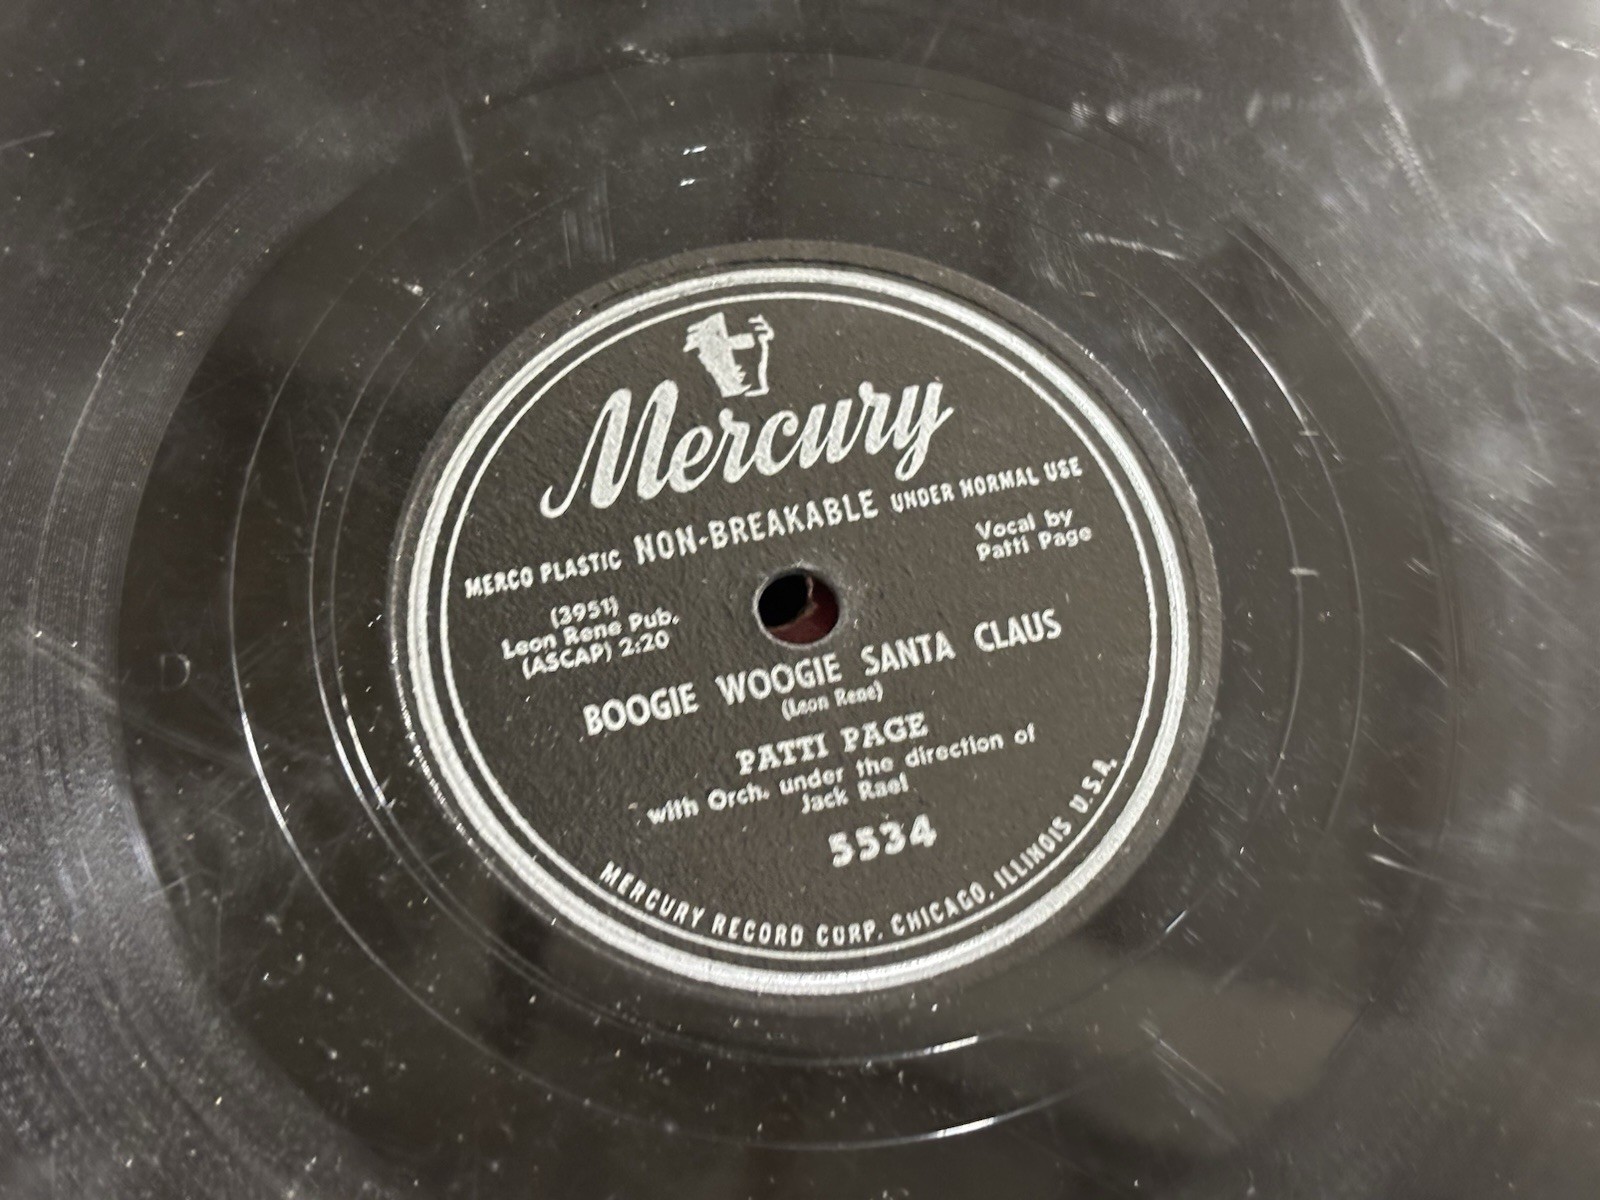 Mercury
MERCO PLASTIC NON-BREAKABLE UNDER NORMAL USE
Vocal by
Patti Page
(3951)
Leon Rene Pub.
(ASCAP) 2:20
BOOGIE WOOGIE SANTA CLAUS
(Leon Rene)
PATTI PAGE
with Orch. under the direction of
Jack Rael
5534
MERCURY RECORD CORP. CHICAGO, ILLINOIS U.S.A.
D